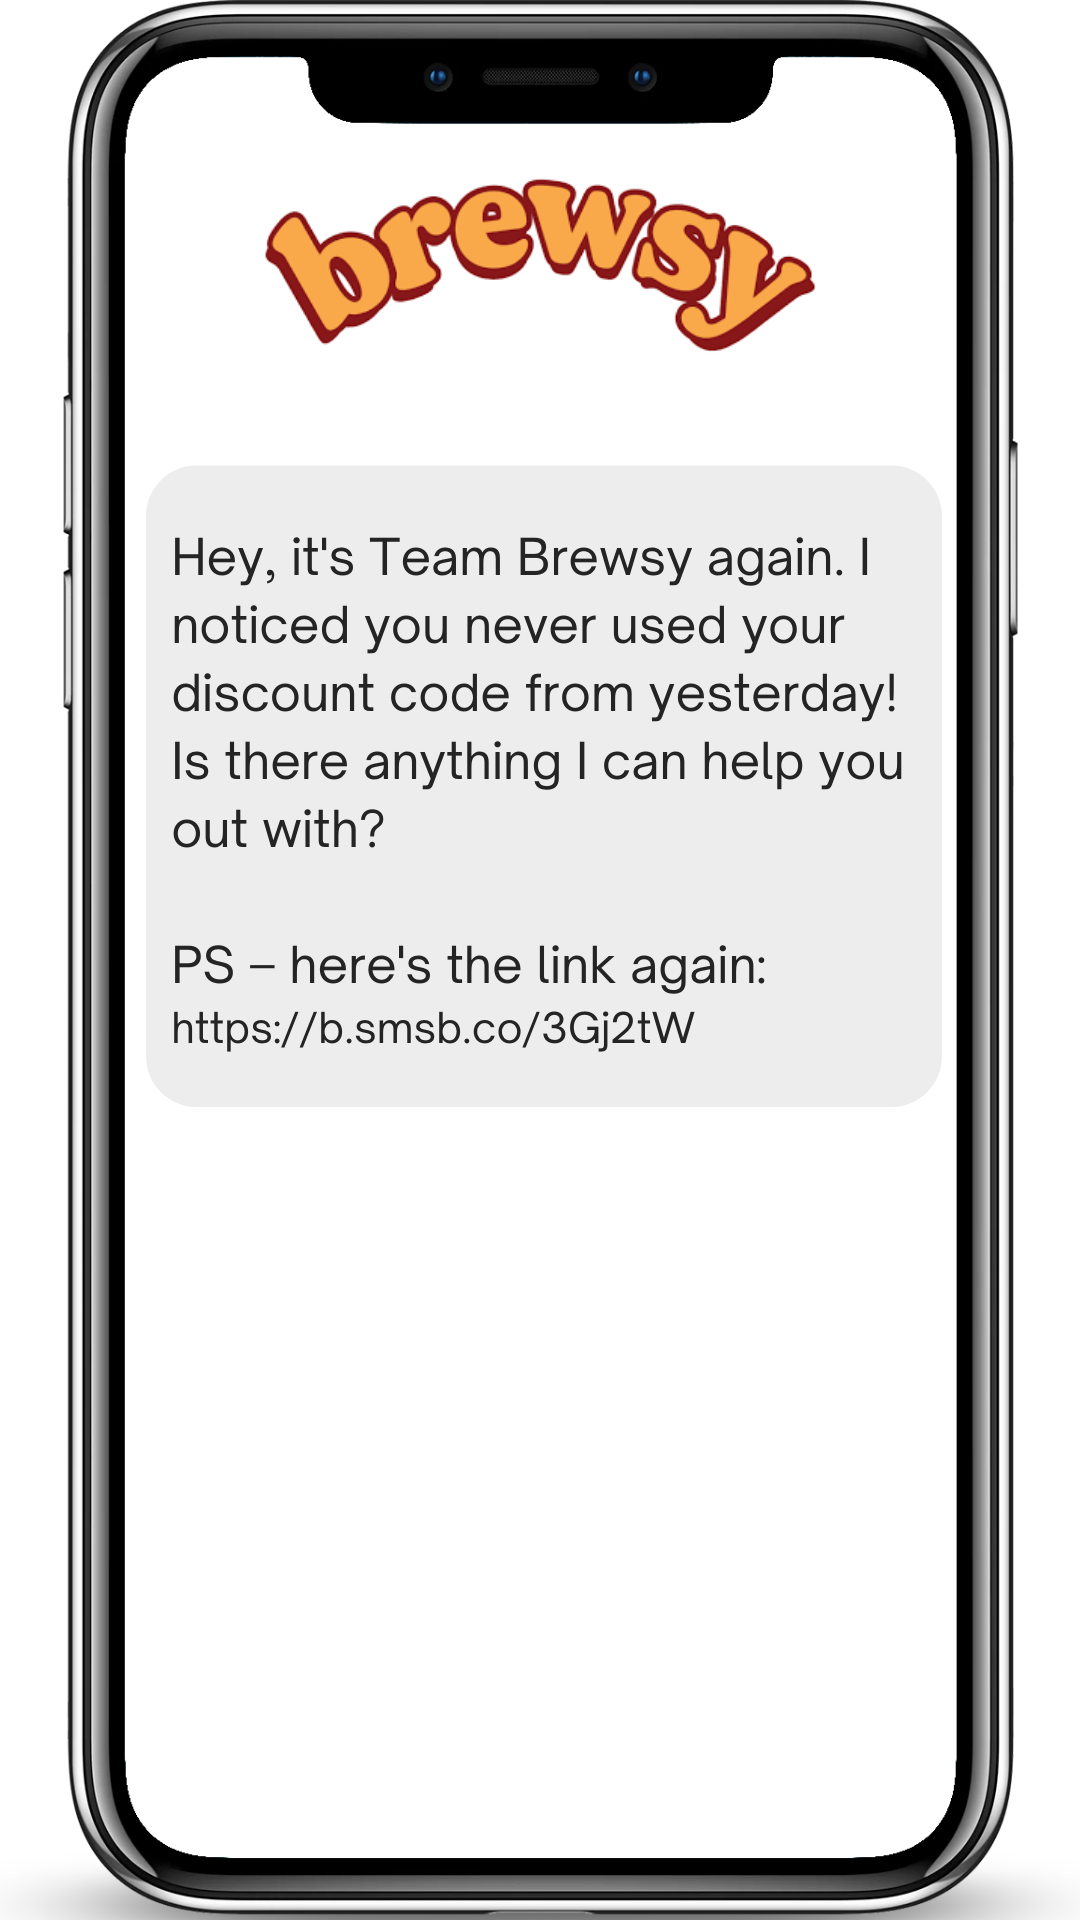 brewsy
Hey, it's Team Brewsy again. I
noticed you never used your
discount code from yesterday!
Is there anything I can help you
out with?
PS – here's the link again:
https://b.smsb.co/3Gj2tW